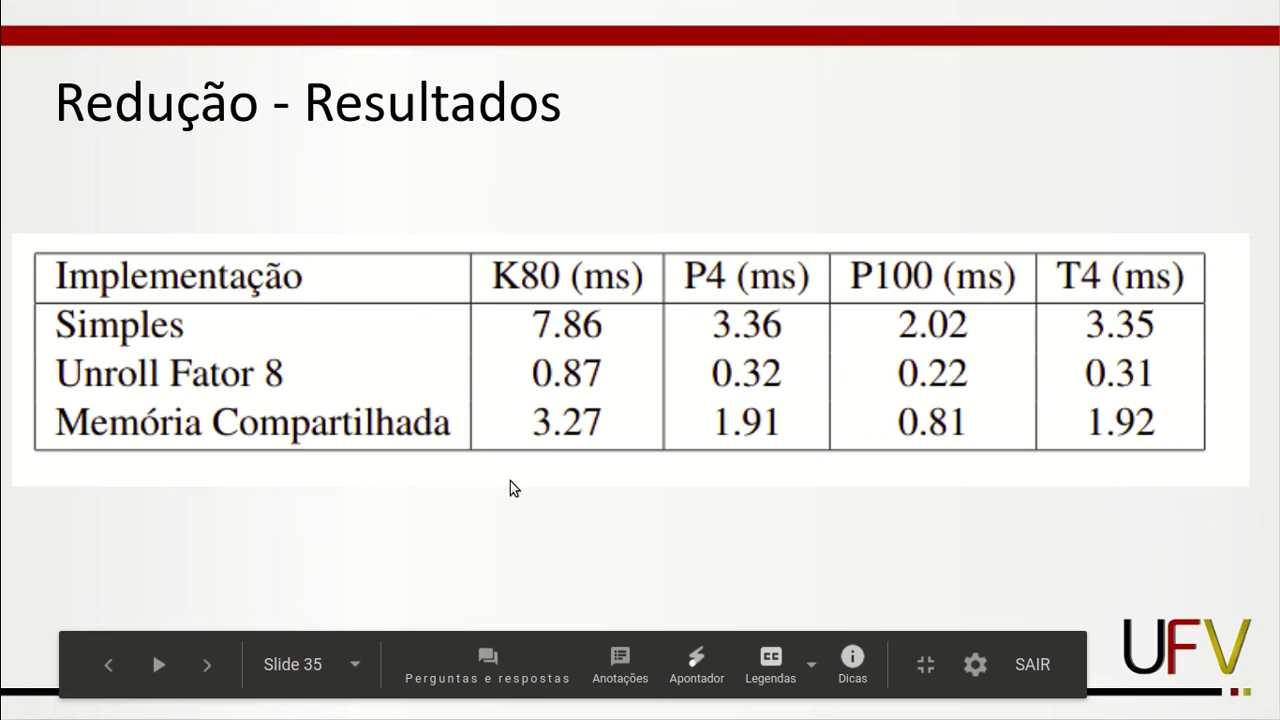 Redução - Resultados
Implementação K80 (ms) P4 (ms) P100 (ms) T4 (ms)
Simples 7.86 3.36 2.02 3.35
Unroll Fator 8 0.87 0.32 0.22 0.31
Memória Compartilhada 3.27 1.91 0.81 1.92
Slide 35
Perguntas e respostas
Anotações
Apontador
CC
Legendas
Dicas
SAIR
UFV